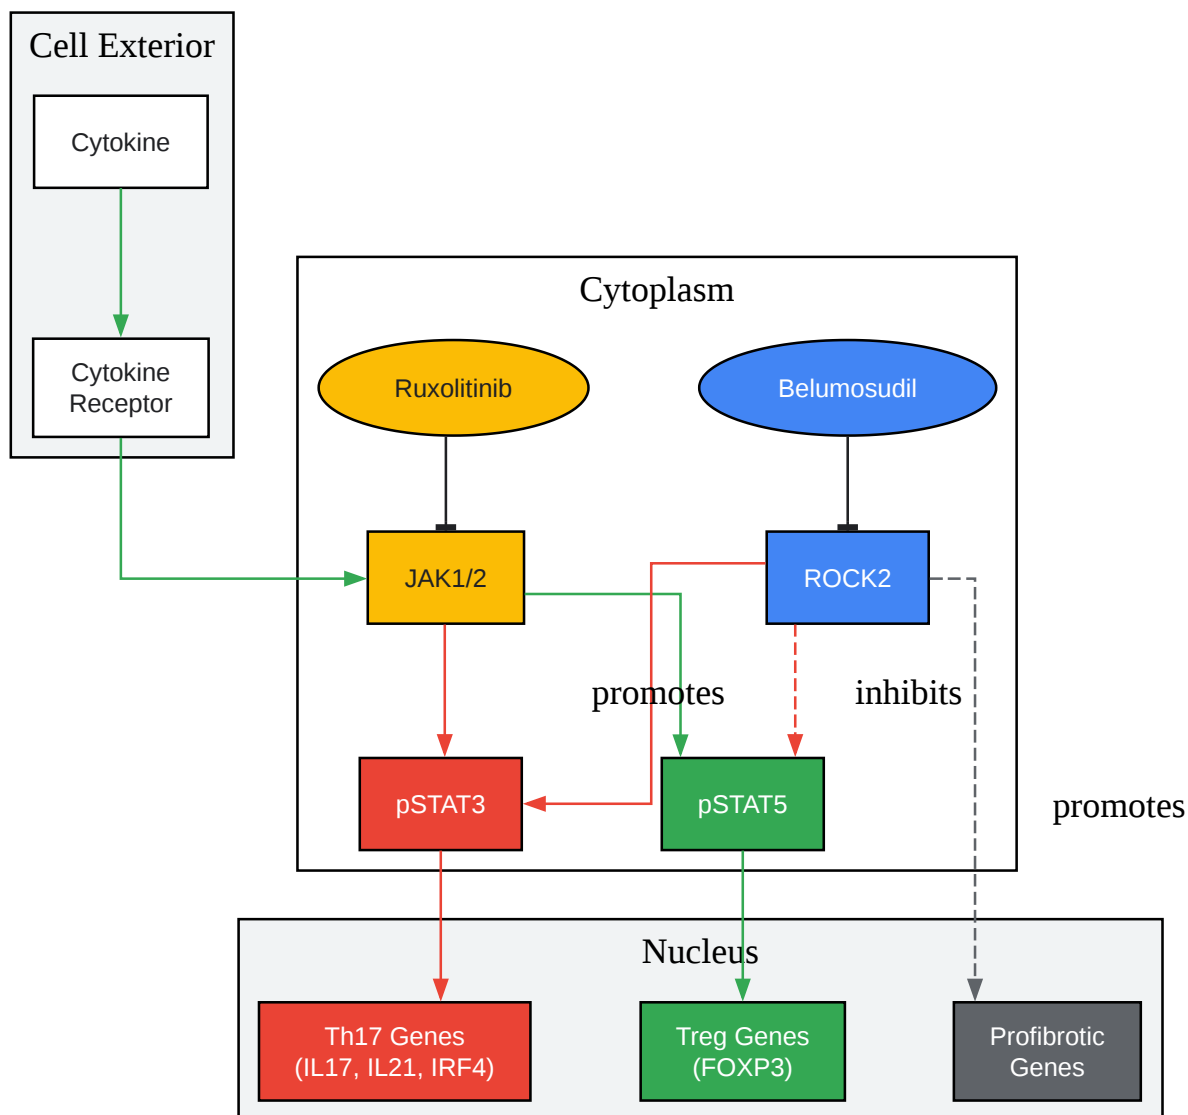 Cell Exterior
Cytokine
Cytokine
Receptor
Cytoplasm
Ruxolitinib
Belumosudil
JAK1/2
ROCK2
promotes
inhibits
pSTAT3
pSTAT5
promotes
Nucleus
Th17 Genes
(IL17, IL21, IRF4)
Treg Genes
(FOXP3)
Profibrotic
Genes